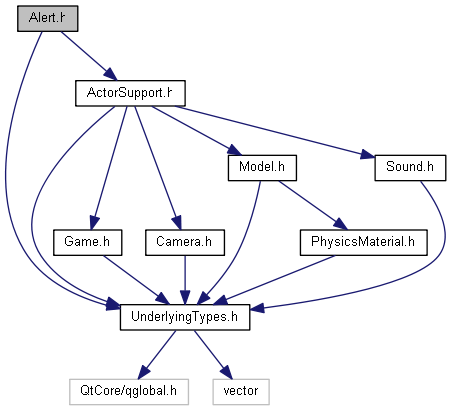 Alert.h
ActorSupport.h
Model.h
Sound.h
Game.h
Camera.h
PhysicsMaterial.h
UnderlyingTypes.h
QtCore/qglobal.h
vector